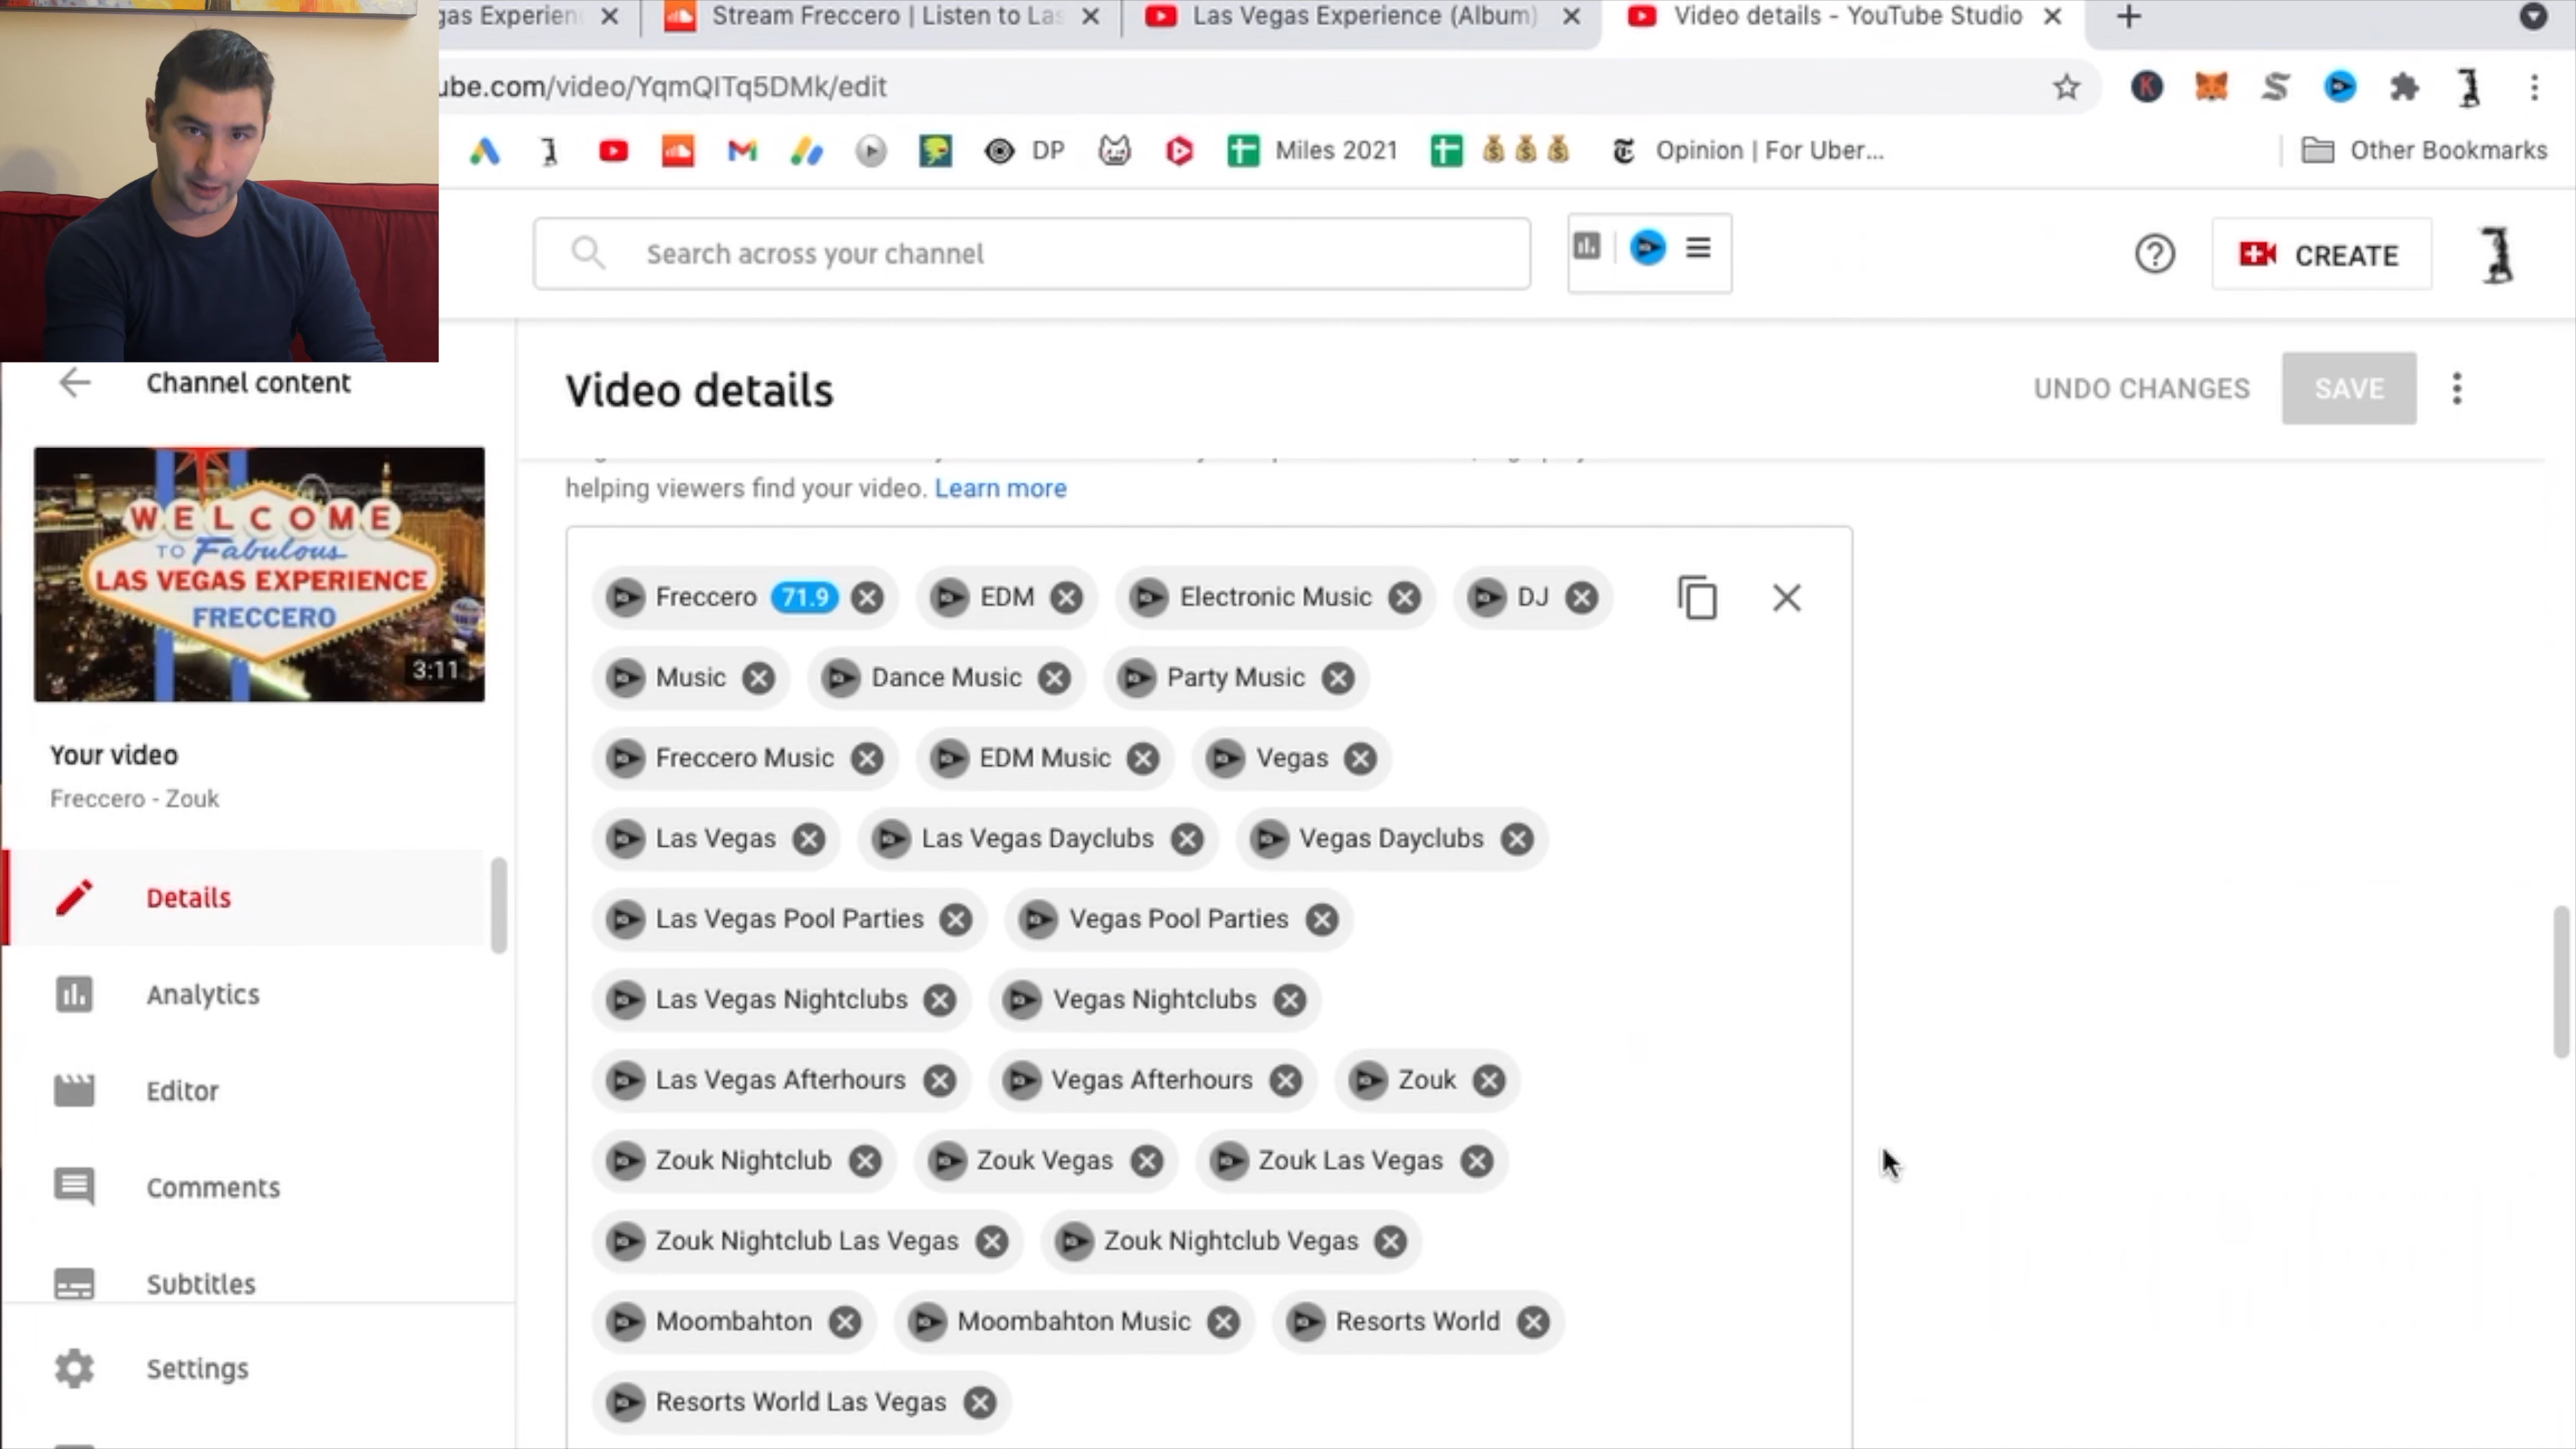 gas Experien
Stream Freccero | Listen to Las
Las Vegas Experience (Album)
Video details - YouTube Studio
ube.com/video/YqmQITq5DMk/edit
DP
Miles 2021
Opinion | For Uber...
Other Bookmarks
Search across your channel
CREATE
Channel content
Video details
UNDO CHANGES
SAVE
WELCOME
TO Fabulous
LAS VEGAS EXPERIENCE
FRECCERO
3:11
helping viewers find your video. Learn more
Your video
Freccero - Zouk
Details
Analytics
Editor
Comments
Subtitles
Settings
Freccero 71.9 EDM Electronic Music DJ
Music Dance Music Party Music
Freccero Music EDM Music Vegas
Las Vegas Las Vegas Dayclubs Vegas Dayclubs
Las Vegas Pool Parties Vegas Pool Parties
Las Vegas Nightclubs Vegas Nightclubs
Las Vegas Afterhours Vegas Afterhours Zouk
Zouk Nightclub Zouk Vegas Zouk Las Vegas
Zouk Nightclub Las Vegas Zouk Nightclub Vegas
Moombahton Moombahton Music Resorts World
Resorts World Las Vegas